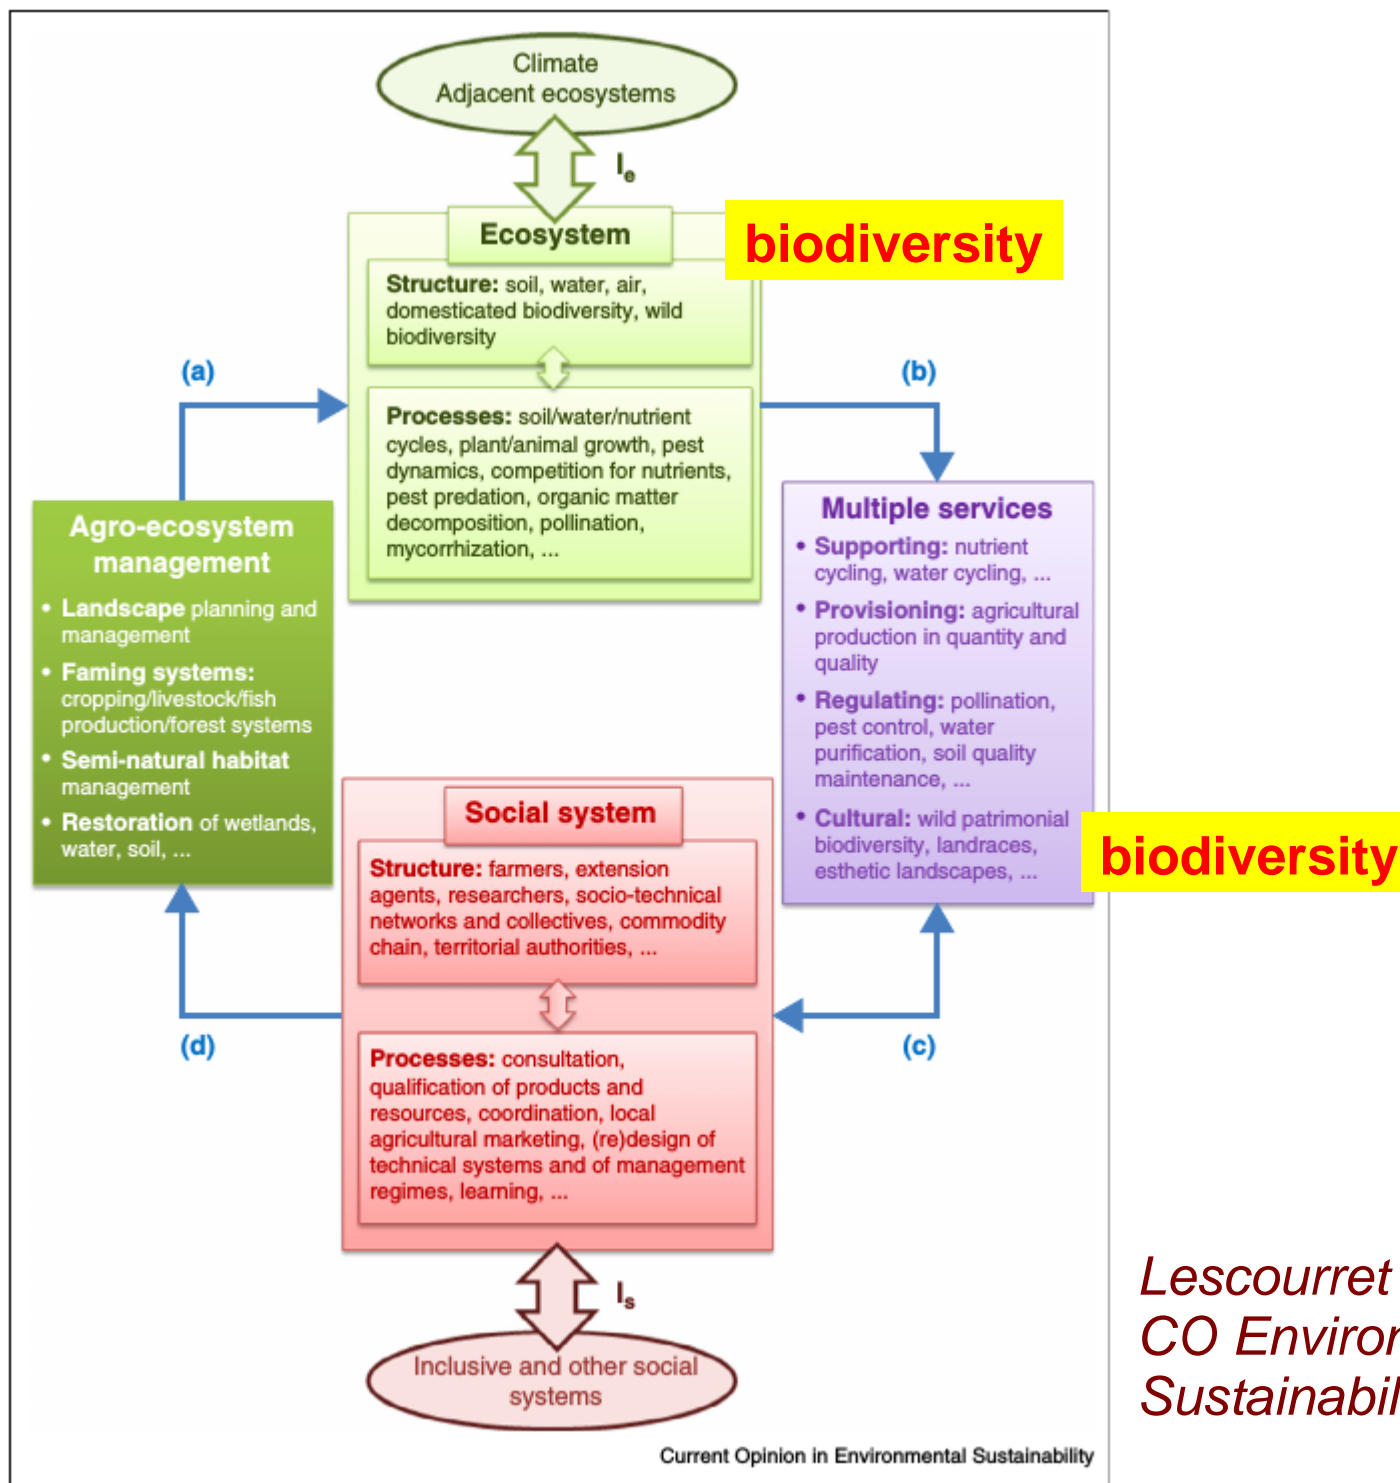 Climate
Adjacent ecosystems
Ie
Ecosystem
biodiversity
Structure: soil, water, air,
domesticated biodiversity, wild
biodiversity
(a)
(b)
Processes: soil/water/nutrient
cycles, plant/animal growth, pest
dynamics, competition for nutrients,
pest predation, organic matter
decomposition, pollination,
mycorrhization, ...
Agro-ecosystem
management
• Landscape planning and
management
• Faming systems:
cropping/livestock/fish
production/forest systems
• Semi-natural habitat
management
• Restoration of wetlands,
water, soil, ...
Multiple services
• Supporting: nutrient
cycling, water cycling, ...
• Provisioning: agricultural
production in quantity and
quality
• Regulating: pollination,
pest control, water
purification, soil quality
maintenance, ...
• Cultural: wild patrimonial
biodiversity, landraces,
esthetic landscapes, ...
biodiversity
Social system
Structure: farmers, extension
agents, researchers, socio-technical
networks and collectives, commodity
chain, territorial authorities, ...
(d)
(c)
Processes: consultation,
qualification of products and
resources, coordination, local
agricultural marketing, (re)design of
technical systems and of management
regimes, learning, ...
Is
Inclusive and other social
systems
Lescourret
CO Environ
Sustainabil
Current Opinion in Environmental Sustainability